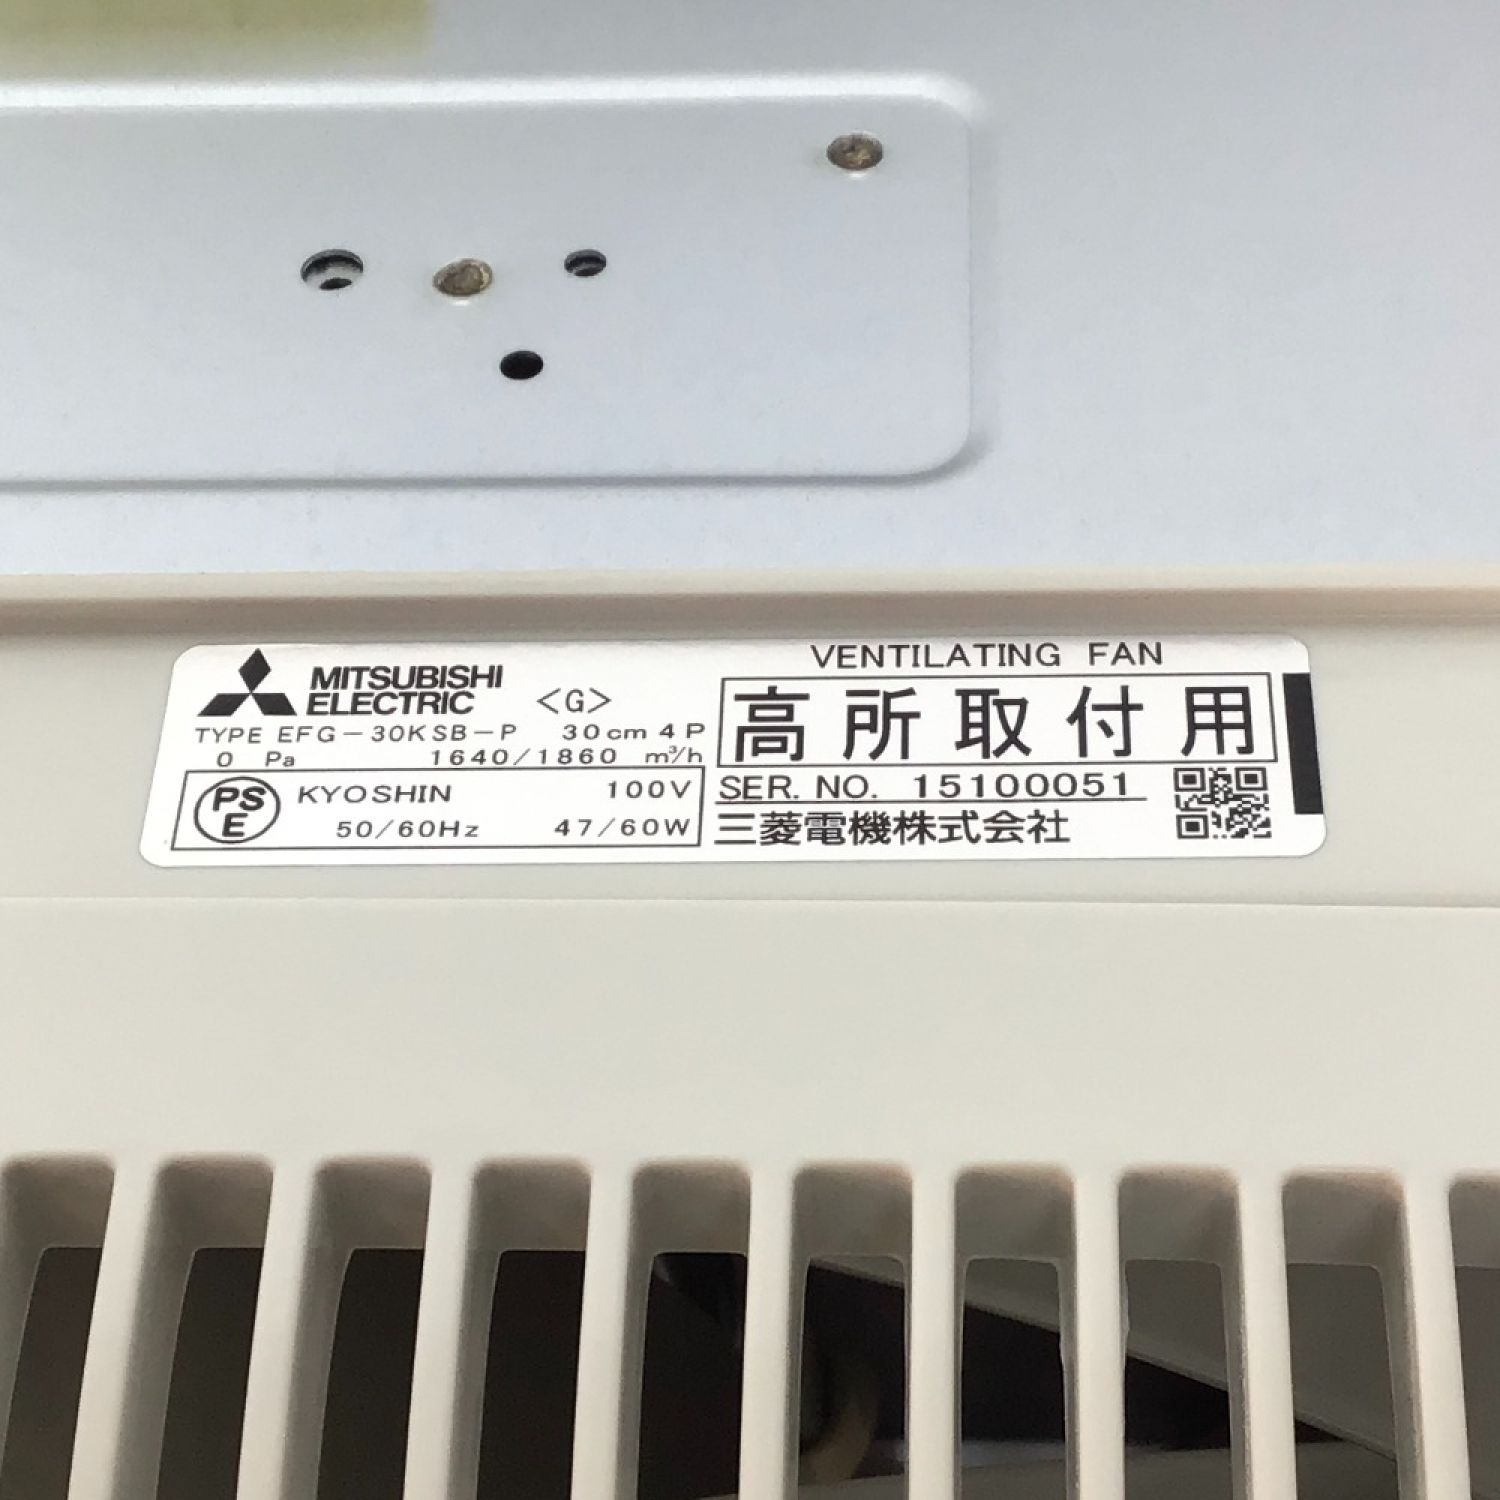 MITSUBISHI
ELECTRIC <G>
TYPE EFG-30KSB-P 30cm 4P
0 Pa 1640/1860 m³/h
PSE KYOSHIN 100V
50/60Hz 47/60W
VENTILATING FAN
高所取付用
SER. NO. 15100051
三菱電機株式会社